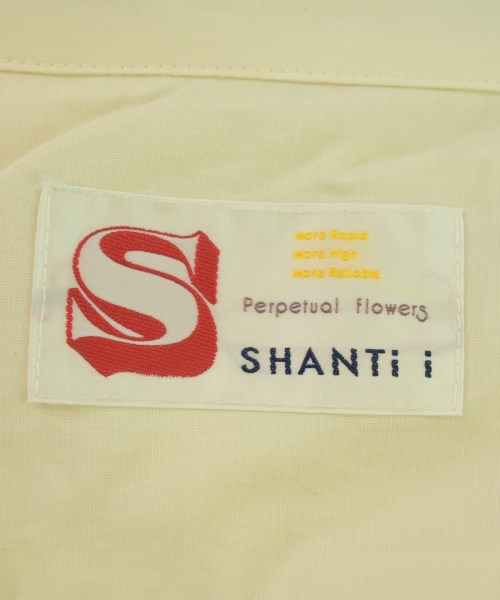 S
More Rapid
More High
More Reliable
Perpetual flowers
SHANTi i